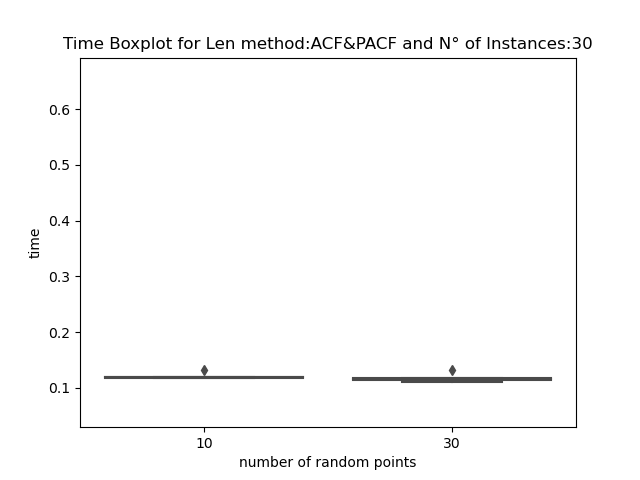 Time Boxplot for Len method:ACF&PACF and N° of Instances:30
0.6
0.5
0.4
0.3
0.2
0.1
time
10
30
number of random points